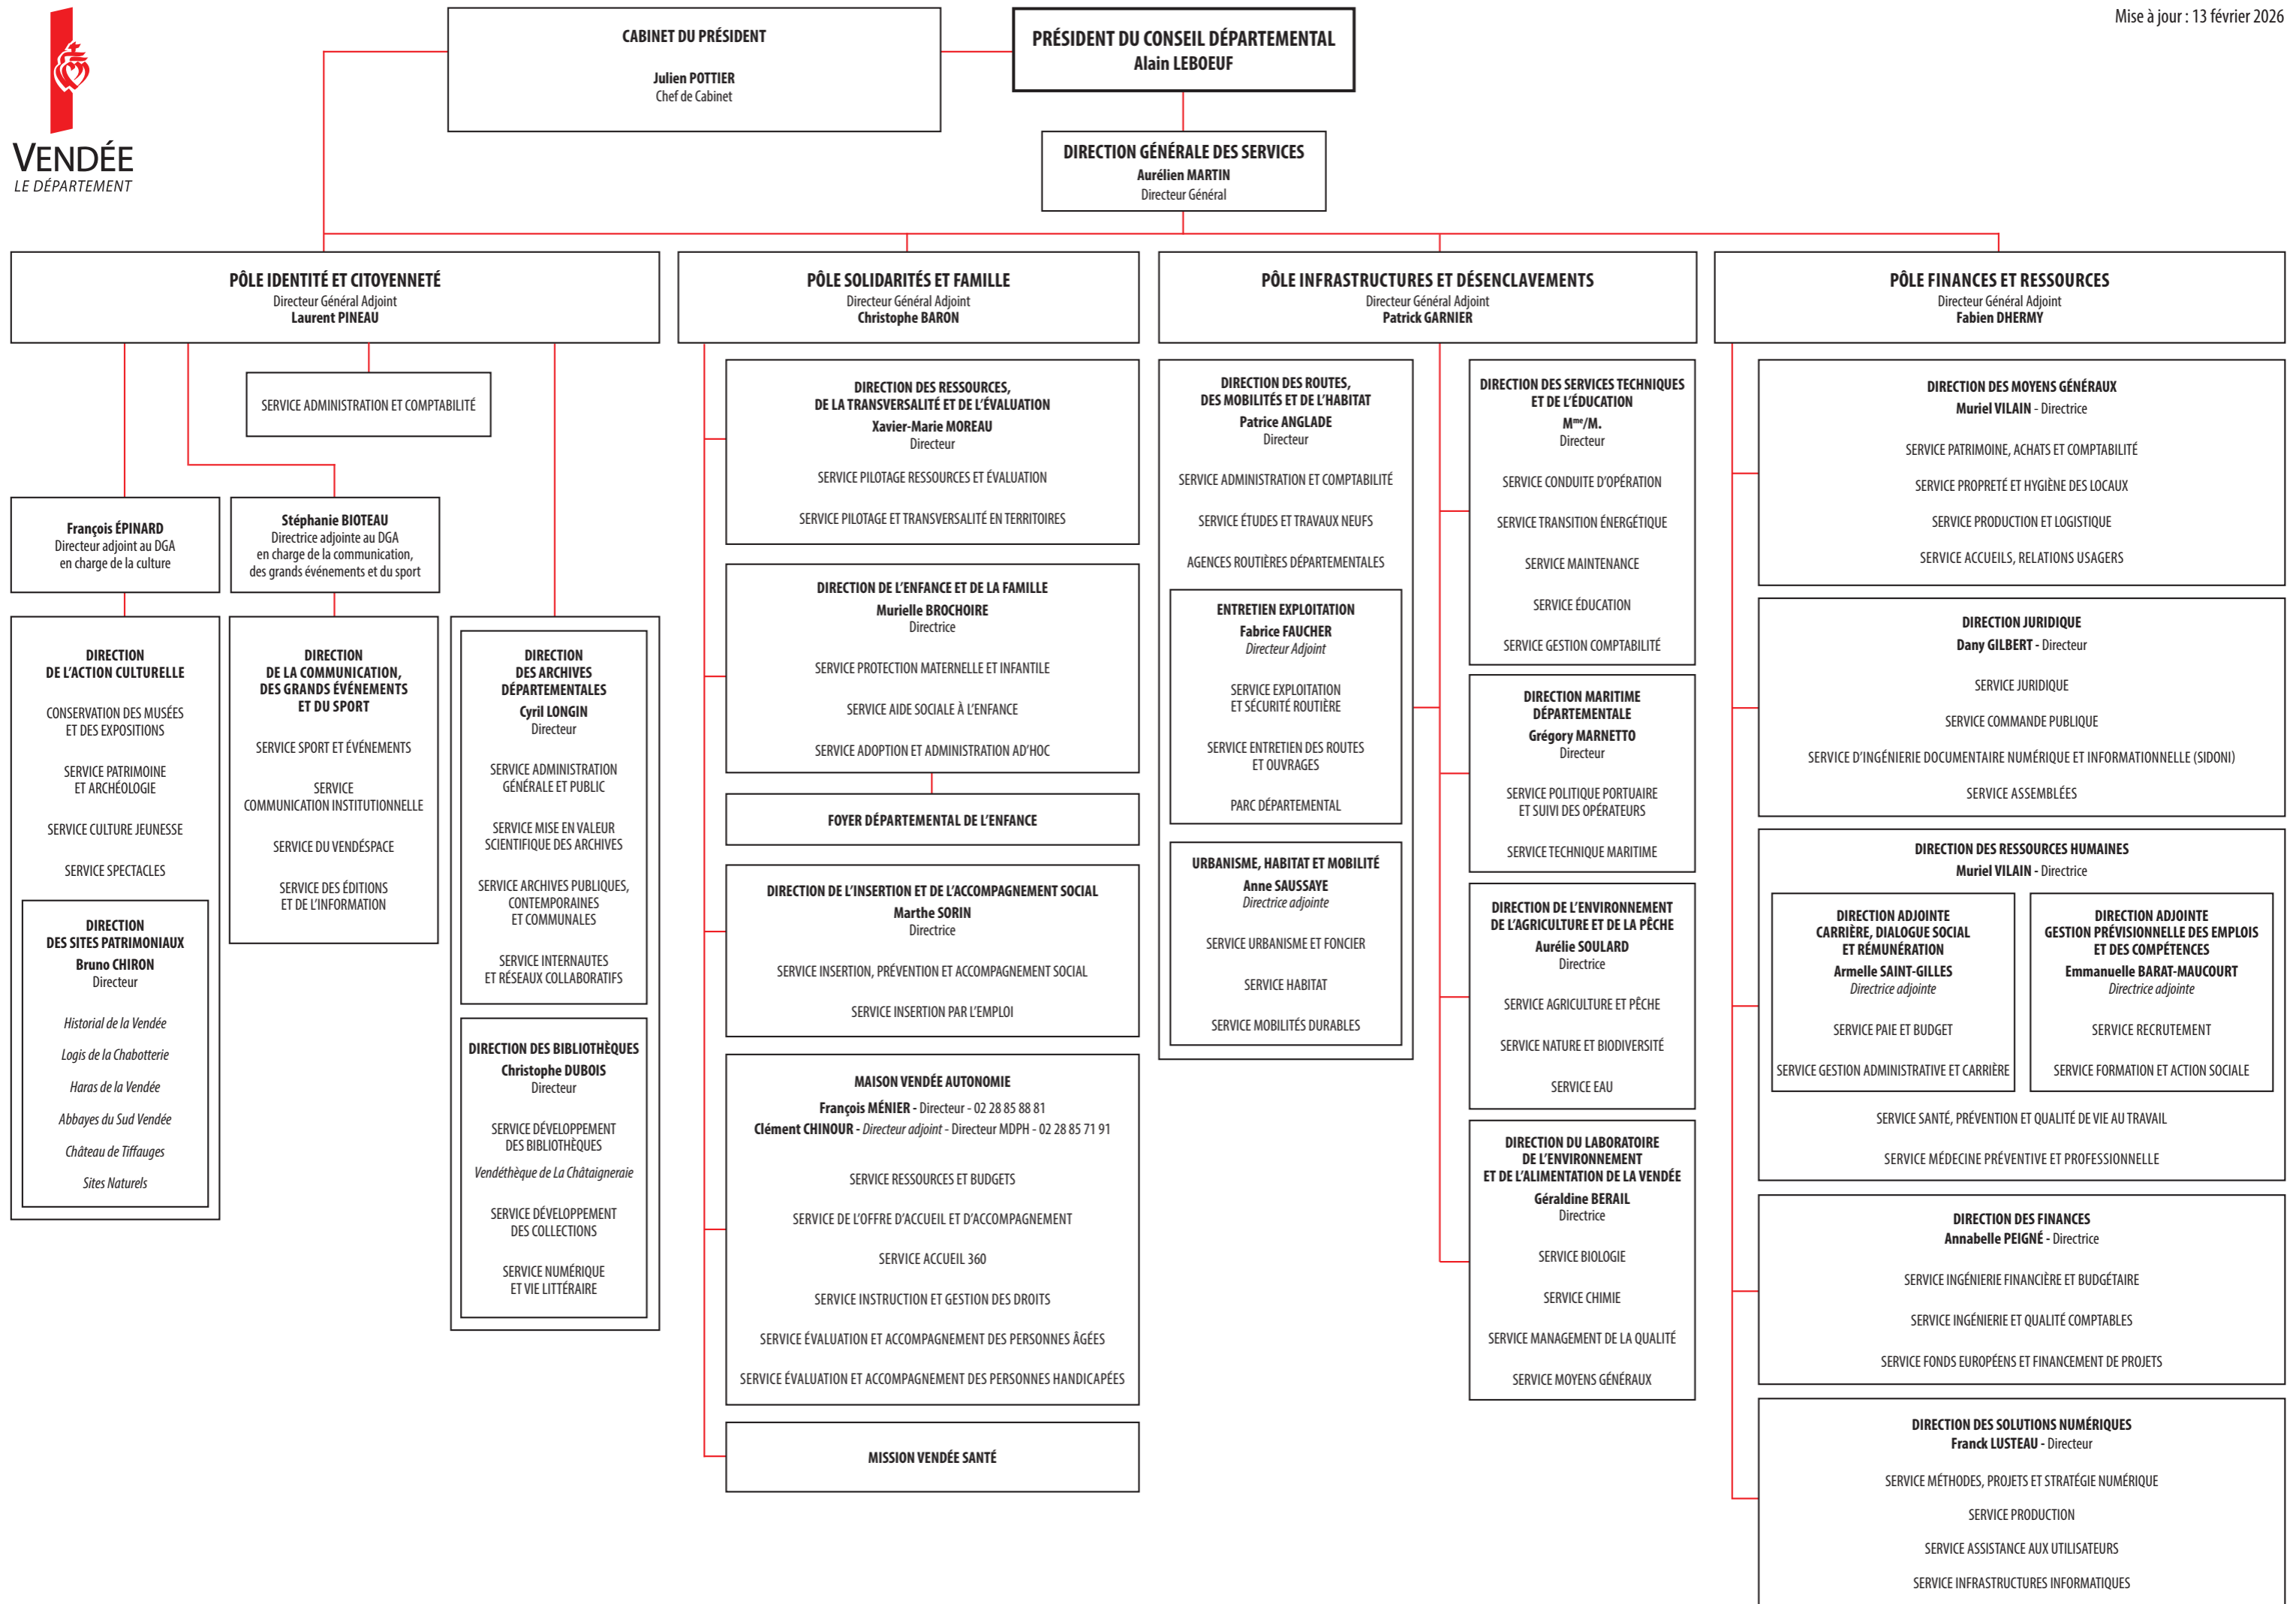 Mise à jour : 13 février 2026
VENDÉE
LE DÉPARTEMENT
CABINET DU PRÉSIDENT
Julien POTTIER
Chef de Cabinet
PRÉSIDENT DU CONSEIL DÉPARTEMENTAL
Alain LEBOEUF
DIRECTION GÉNÉRALE DES SERVICES
Aurélien MARTIN
Directeur Général
PÔLE IDENTITÉ ET CITOYENNETÉ
Directeur Général Adjoint
Laurent PINEAU
SERVICE ADMINISTRATION ET COMPTABILITÉ
François ÉPINARD
Directeur adjoint au DGA
en charge de la culture
Stéphanie BIOTEAU
Directrice adjointe au DGA
en charge de la communication,
des grands événements et du sport
DIRECTION
DE L'ACTION CULTURELLE
CONSERVATION DES MUSÉES
ET DES EXPOSITIONS
SERVICE PATRIMOINE
ET ARCHÉOLOGIE
SERVICE CULTURE JEUNESSE
SERVICE SPECTACLES
DIRECTION
DES SITES PATRIMONIAUX
Bruno CHIRON
Directeur
Historial de la Vendée
Logis de la Chabotterie
Haras de la Vendée
Abbayes du Sud Vendée
Château de Tiffauges
Sites Naturels
DIRECTION
DE LA COMMUNICATION,
DES GRANDS ÉVÉNEMENTS
ET DU SPORT
SERVICE SPORT ET ÉVÉNEMENTS
SERVICE
COMMUNICATION INSTITUTIONNELLE
SERVICE DU VENDÉSPACE
SERVICE DES ÉDITIONS
ET DE L'INFORMATION
DIRECTION
DES ARCHIVES
DÉPARTEMENTALES
Cyril LONGIN
Directeur
SERVICE ADMINISTRATION
GÉNÉRALE ET PUBLIC
SERVICE MISE EN VALEUR
SCIENTIFIQUE DES ARCHIVES
SERVICE ARCHIVES PUBLIQUES,
CONTEMPORAINES
ET COMMUNALES
SERVICE INTERNAUTES
ET RÉSEAUX COLLABORATIFS
DIRECTION DES BIBLIOTHÈQUES
Christophe DUBOIS
Directeur
SERVICE DÉVELOPPEMENT
DES BIBLIOTHÈQUES
Vendéthèque de La Châtaigneraie
SERVICE DÉVELOPPEMENT
DES COLLECTIONS
SERVICE NUMÉRIQUE
ET VIE LITTÉRAIRE
PÔLE SOLIDARITÉS ET FAMILLE
Directeur Général Adjoint
Christophe BARON
DIRECTION DES RESSOURCES,
DE LA TRANSVERSALITÉ ET DE L'ÉVALUATION
Xavier-Marie MOREAU
Directeur
SERVICE PILOTAGE RESSOURCES ET ÉVALUATION
SERVICE PILOTAGE ET TRANSVERSALITÉ EN TERRITOIRES
DIRECTION DE L'ENFANCE ET DE LA FAMILLE
Murielle BROCHOIRE
Directrice
SERVICE PROTECTION MATERNELLE ET INFANTILE
SERVICE AIDE SOCIALE À L'ENFANCE
SERVICE ADOPTION ET ADMINISTRATION AD'HOC
FOYER DÉPARTEMENTAL DE L'ENFANCE
DIRECTION DE L'INSERTION ET DE L'ACCOMPAGNEMENT SOCIAL
Marthe SORIN
Directrice
SERVICE INSERTION, PRÉVENTION ET ACCOMPAGNEMENT SOCIAL
SERVICE INSERTION PAR L'EMPLOI
MAISON VENDÉE AUTONOMIE
François MÉNIER - Directeur - 02 28 85 88 81
Clément CHINOUR - Directeur adjoint - Directeur MDPH - 02 28 85 71 91
SERVICE RESSOURCES ET BUDGETS
SERVICE DE L'OFFRE D'ACCUEIL ET D'ACCOMPAGNEMENT
SERVICE ACCUEIL 360
SERVICE INSTRUCTION ET GESTION DES DROITS
SERVICE ÉVALUATION ET ACCOMPAGNEMENT DES PERSONNES ÂGÉES
SERVICE ÉVALUATION ET ACCOMPAGNEMENT DES PERSONNES HANDICAPÉES
MISSION VENDÉE SANTÉ
PÔLE INFRASTRUCTURES ET DÉSENCLAVEMENTS
Directeur Général Adjoint
Patrick GARNIER
DIRECTION DES ROUTES,
DES MOBILITÉS ET DE L'HABITAT
Patrice ANGLADE
Directeur
SERVICE ADMINISTRATION ET COMPTABILITÉ
SERVICE ÉTUDES ET TRAVAUX NEUFS
AGENCES ROUTIÈRES DÉPARTEMENTALES
ENTRETIEN EXPLOITATION
Fabrice FAUCHER
Directeur Adjoint
SERVICE EXPLOITATION
ET SÉCURITÉ ROUTIÈRE
SERVICE ENTRETIEN DES ROUTES
ET OUVRAGES
PARC DÉPARTEMENTAL
URBANISME, HABITAT ET MOBILITÉ
Anne SAUSSAYE
Directrice adjointe
SERVICE URBANISME ET FONCIER
SERVICE HABITAT
SERVICE MOBILITÉS DURABLES
DIRECTION DES SERVICES TECHNIQUES
ET DE L'ÉDUCATION
Mme/M.
Directeur
SERVICE CONDUITE D'OPÉRATION
SERVICE TRANSITION ÉNERGÉTIQUE
SERVICE MAINTENANCE
SERVICE ÉDUCATION
SERVICE GESTION COMPTABILITÉ
DIRECTION MARITIME
DÉPARTEMENTALE
Grégory MARNETTO
Directeur
SERVICE POLITIQUE PORTUAIRE
ET SUIVI DES OPÉRATEURS
SERVICE TECHNIQUE MARITIME
DIRECTION DE L'ENVIRONNEMENT
DE L'AGRICULTURE ET DE LA PÊCHE
Aurélie SOULARD
Directrice
SERVICE AGRICULTURE ET PÊCHE
SERVICE NATURE ET BIODIVERSITÉ
SERVICE EAU
DIRECTION DU LABORATOIRE
DE L'ENVIRONNEMENT
ET DE L'ALIMENTATION DE LA VENDÉE
Géraldine BERAIL
Directrice
SERVICE BIOLOGIE
SERVICE CHIMIE
SERVICE MANAGEMENT DE LA QUALITÉ
SERVICE MOYENS GÉNÉRAUX
PÔLE FINANCES ET RESSOURCES
Directeur Général Adjoint
Fabien DHERMY
DIRECTION DES MOYENS GÉNÉRAUX
Muriel VILAIN - Directrice
SERVICE PATRIMOINE, ACHATS ET COMPTABILITÉ
SERVICE PROPRETÉ ET HYGIÈNE DES LOCAUX
SERVICE PRODUCTION ET LOGISTIQUE
SERVICE ACCUEILS, RELATIONS USAGERS
DIRECTION JURIDIQUE
Dany GILBERT - Directeur
SERVICE JURIDIQUE
SERVICE COMMANDE PUBLIQUE
SERVICE D'INGÉNIERIE DOCUMENTAIRE NUMÉRIQUE ET INFORMATIONNELLE (SIDONI)
SERVICE ASSEMBLÉES
DIRECTION DES RESSOURCES HUMAINES
Muriel VILAIN - Directrice
DIRECTION ADJOINTE
CARRIÈRE, DIALOGUE SOCIAL
ET RÉMUNÉRATION
Armelle SAINT-GILLES
Directrice adjointe
SERVICE PAIE ET BUDGET
SERVICE GESTION ADMINISTRATIVE ET CARRIÈRE
DIRECTION ADJOINTE
GESTION PRÉVISIONNELLE DES EMPLOIS
ET DES COMPÉTENCES
Emmanuelle BARAT-MAUCOURT
Directrice adjointe
SERVICE RECRUTEMENT
SERVICE FORMATION ET ACTION SOCIALE
SERVICE SANTÉ, PRÉVENTION ET QUALITÉ DE VIE AU TRAVAIL
SERVICE MÉDECINE PRÉVENTIVE ET PROFESSIONNELLE
DIRECTION DES FINANCES
Annabelle PEIGNÉ - Directrice
SERVICE INGÉNIERIE FINANCIÈRE ET BUDGÉTAIRE
SERVICE INGÉNIERIE ET QUALITÉ COMPTABLES
SERVICE FONDS EUROPÉENS ET FINANCEMENT DE PROJETS
DIRECTION DES SOLUTIONS NUMÉRIQUES
Franck LUSTEAU - Directeur
SERVICE MÉTHODES, PROJETS ET STRATÉGIE NUMÉRIQUE
SERVICE PRODUCTION
SERVICE ASSISTANCE AUX UTILISATEURS
SERVICE INFRASTRUCTURES INFORMATIQUES